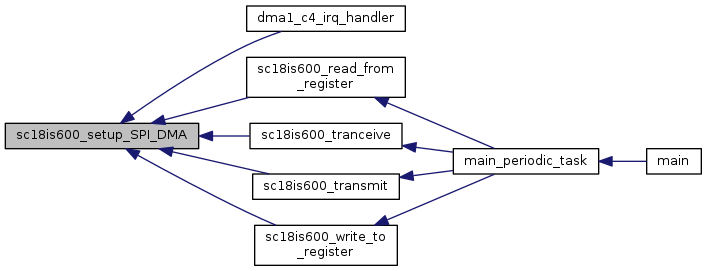 dma1_c4_irq_handler
sc18is600_read_from
_register
sc18is600_setup_SPI_DMA
sc18is600_tranceive
main_periodic_task
main
sc18is600_transmit
sc18is600_write_to
_register